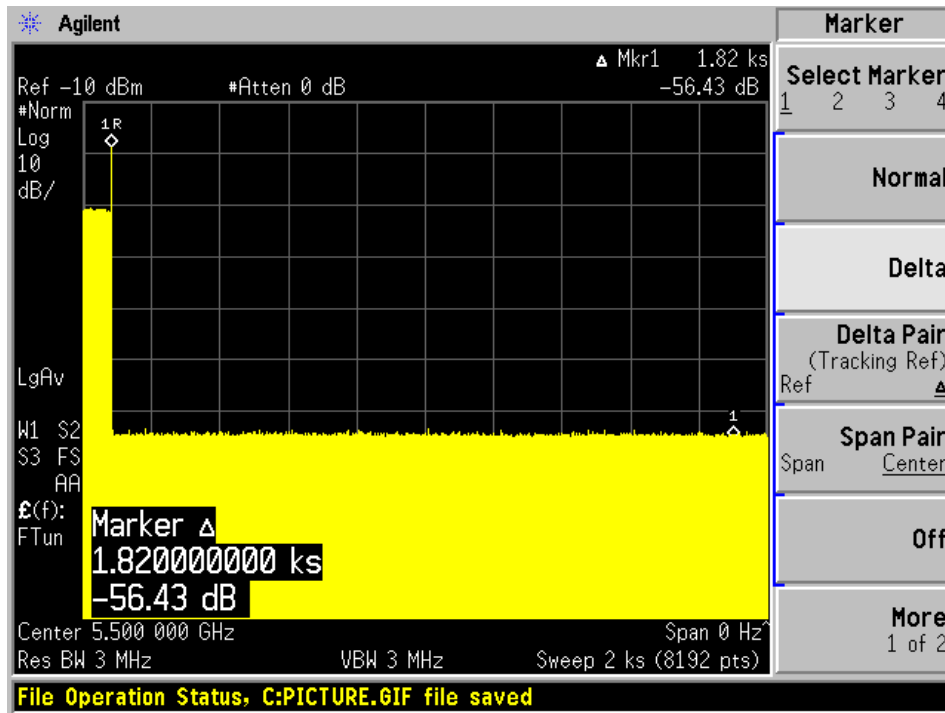 Agilent
Marker
Δ Mkr1 1.82 ks
Ref -10 dBm #Atten 0 dB -56.43 dB
#Norm
Log
10
dB/
1R
LgAv
1
W1 S2
S3 FS
AA
£(f):
FTun
Marker Δ
1.820000000 ks
-56.43 dB
Center 5.500 000 GHz Span 0 Hz^
Res BW 3 MHz VBW 3 MHz Sweep 2 ks (8192 pts)
File Operation Status, C:PICTURE.GIF file saved
Select Marker
1 2 3 4
Normal
Delta
Delta Pair
(Tracking Ref)
Ref Δ
Span Pair
Span Center
Off
More
1 of 2